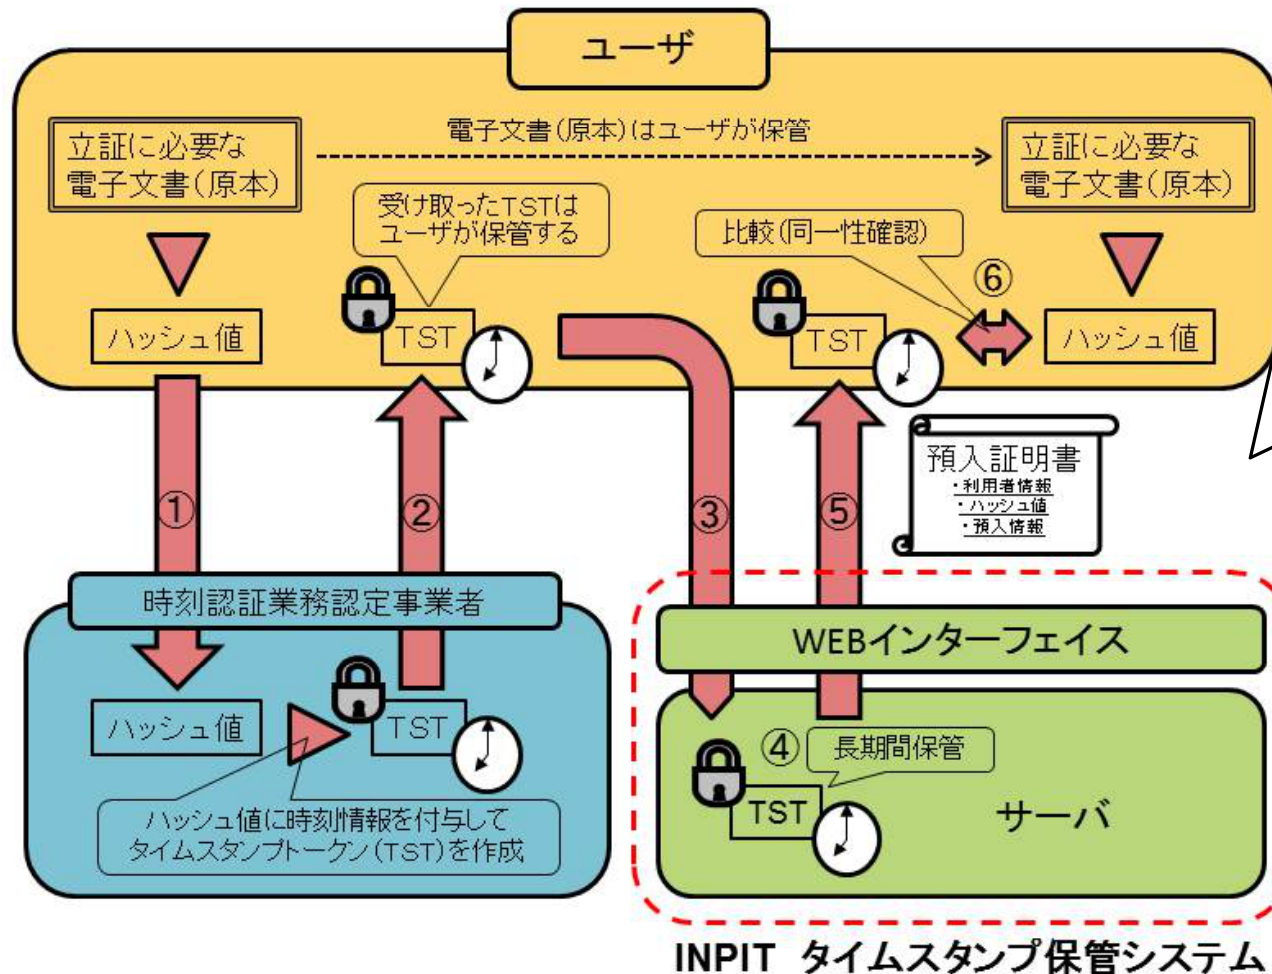 ユーザ
電子文書(原本)はユーザが保管
立証に必要な
電子文書(原本)
立証に必要な
電子文書(原本)
受け取ったTSTは
ユーザが保管する
比較(同一性確認)
⑥
ハッシュ値
TST
TST
ハッシュ値
預入証明書
・利用者情報
・ハッシュ値
・預入情報
①
②
③
⑤
時刻認証業務認定事業者
WEBインターフェイス
ハッシュ値
TST
④
長期間保管
TST
サーバ
ハッシュ値に時刻情報を付与して
タイムスタンプトークン(TST)を作成
INPIT タイムスタンプ保管システム